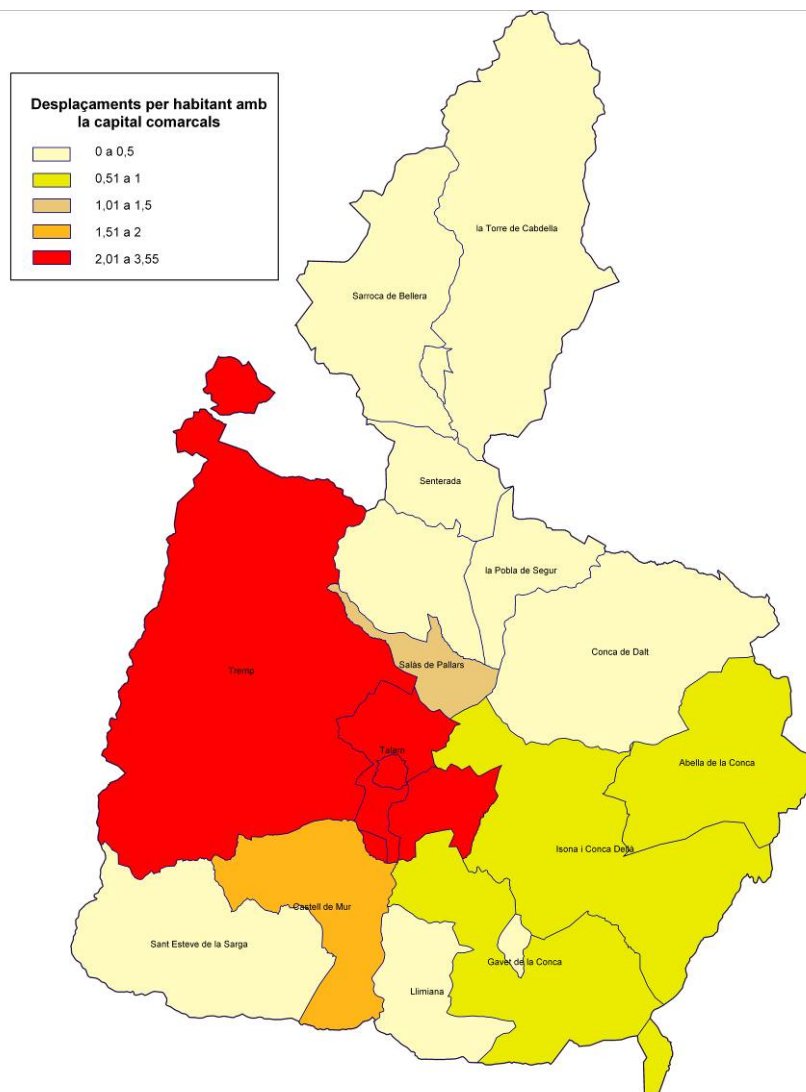 Desplaçaments per habitant amb
la capital comarcals
0 a 0,5
0,51 a 1
1,01 a 1,5
1,51 a 2
2,01 a 3,55
la Torre de Cabdella
Sarroca de Bellera
Senterada
la Pobla de Segur
Conca de Dalt
Salàs de Pallars
Tremp
Talarn
Abella de la Conca
Isona i Conca Dellà
Castell de Mur
Sant Esteve de la Sarga
Gavet de la Conca
Llimiana